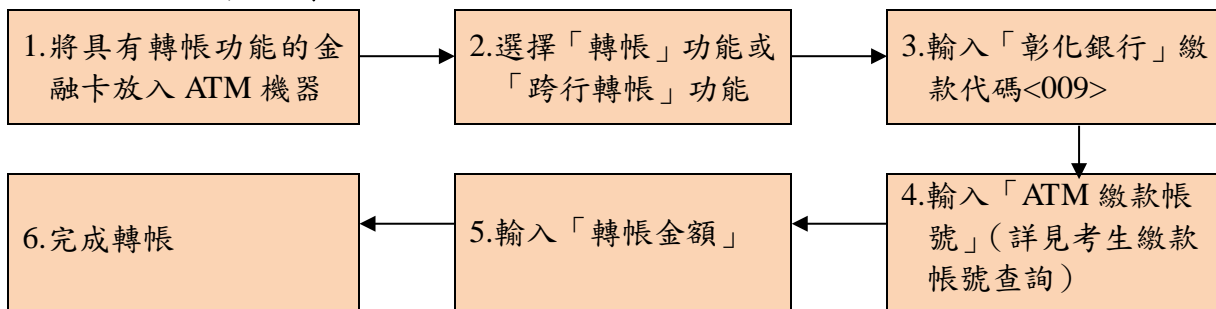 1.將具有轉帳功能的金
融卡放入 ATM 機器
2.選擇「轉帳」功能或
「跨行轉帳」功能
3.輸入「彰化銀行」繳
款代碼<009>
4.輸入「ATM 繳款帳
號」（詳見考生繳款
帳號查詢）
5.輸入「轉帳金額」
6.完成轉帳